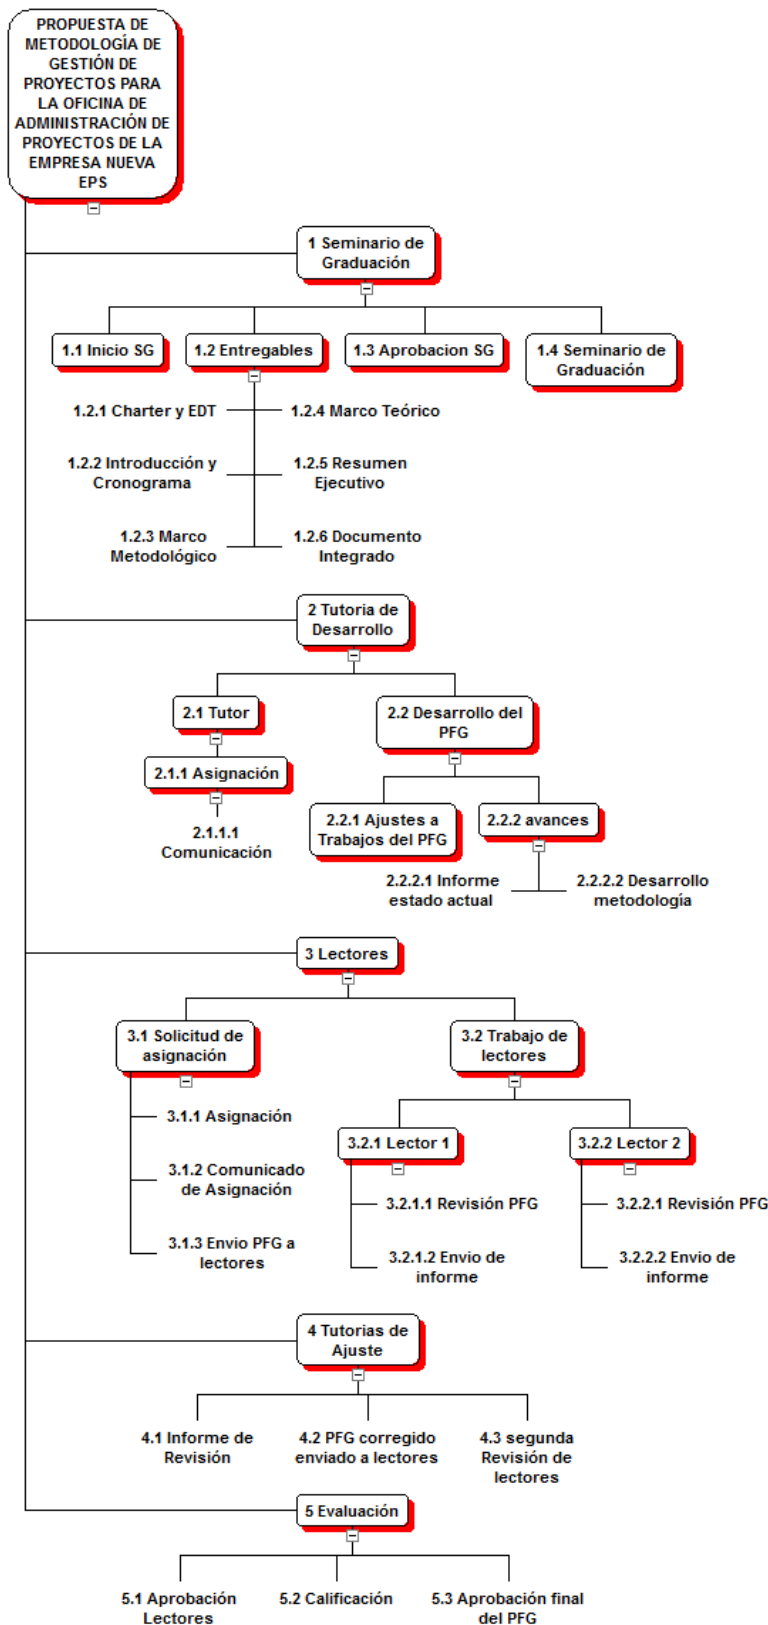 PROPUESTA DE
METODOLOGÍA DE
GESTIÓN DE
PROYECTOS PARA
LA OFICINA DE
ADMINISTRACIÓN DE
PROYECTOS DE LA
EMPRESA NUEVA
EPS
1 Seminario de
Graduación
1.1 Inicio SG
1.2 Entregables
1.3 Aprobacion SG
1.4 Seminario de
Graduación
1.2.1 Charter y EDT
1.2.4 Marco Teórico
1.2.2 Introducción y
Cronograma
1.2.5 Resumen
Ejecutivo
1.2.3 Marco
Metodológico
1.2.6 Documento
Integrado
2 Tutoria de
Desarrollo
2.1 Tutor
2.2 Desarrollo del
PFG
2.1.1 Asignación
2.1.1.1
Comunicación
2.2.1 Ajustes a
Trabajos del PFG
2.2.2 avances
2.2.2.1 Informe
estado actual
2.2.2.2 Desarrollo
metodología
3 Lectores
3.1 Solicitud de
asignación
3.2 Trabajo de
lectores
3.1.1 Asignación
3.1.2 Comunicado
de Asignación
3.1.3 Envio PFG a
lectores
3.2.1 Lector 1
3.2.2 Lector 2
3.2.1.1 Revisión PFG
3.2.2.1 Revisión PFG
3.2.1.2 Envio de
informe
3.2.2.2 Envio de
informe
4 Tutorias de
Ajuste
4.1 Informe de
Revisión
4.2 PFG corregido
enviado a lectores
4.3 segunda
Revisión de
lectores
5 Evaluación
5.1 Aprobación
Lectores
5.2 Calificación
5.3 Aprobación final
del PFG